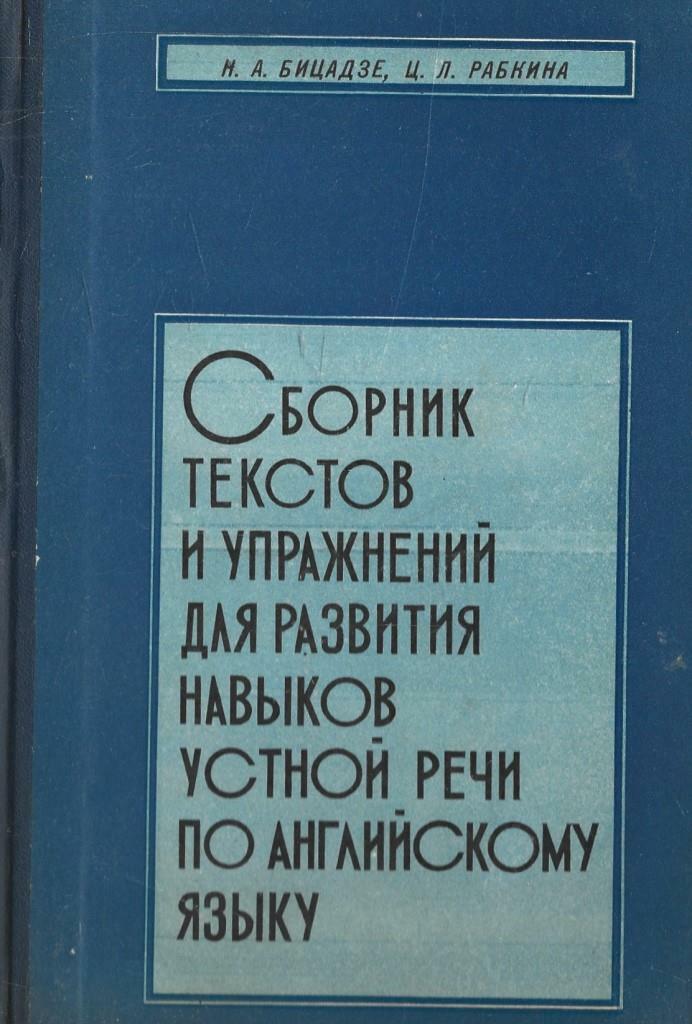 Н. А. БИЦАДЗЕ, Ц. Л. РАБКИНА
СБОРНИК
ТЕКСТОВ
И УПРАЖНЕНИЙ
ДЛЯ РАЗВИТИЯ
НАВЫКОВ
УСТНОЙ РЕЧИ
ПО АНГЛИЙСКОМУ
ЯЗЫКУ